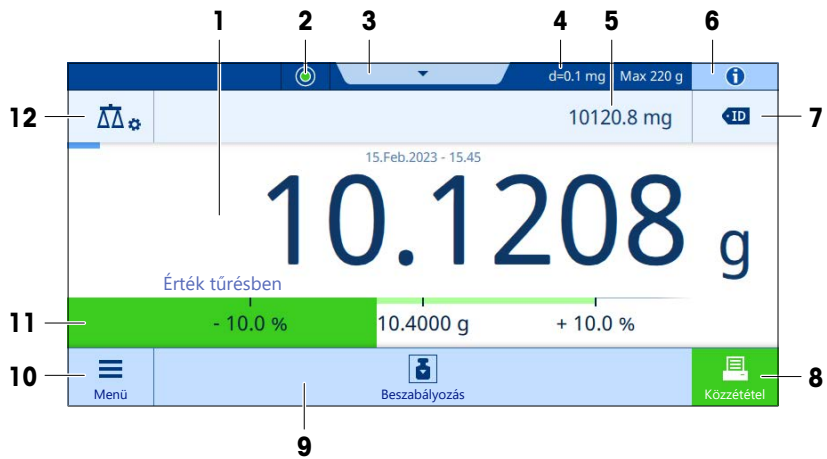 1 2 3 4 5 6
d=0.1 mg Max 220 g
12 10120.8 mg ID 7
15.Feb.2023 - 15.45
10.1208 g
Érték tűrésben
11 - 10.0 % 10.4000 g + 10.0 %
10 8
Menü Beszabályozás Közzététel
9